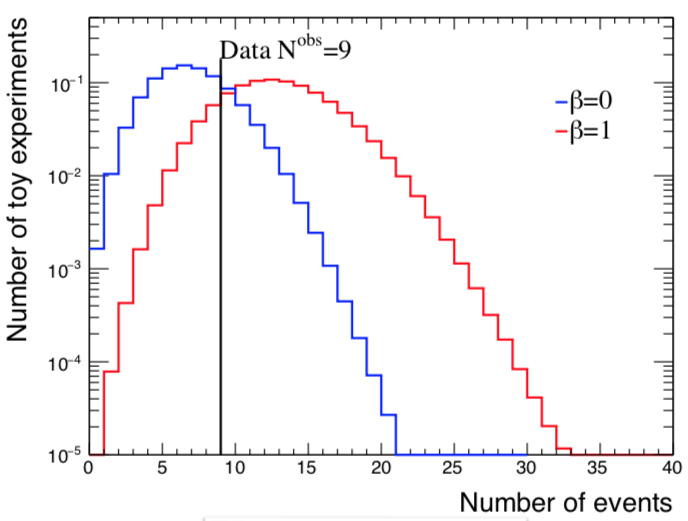 Number of toy experiments
Data N^obs=9
β=0
β=1
10⁻¹
10⁻²
10⁻³
10⁻⁴
10⁻⁵
0 5 10 15 20 25 30 35 40
Number of events